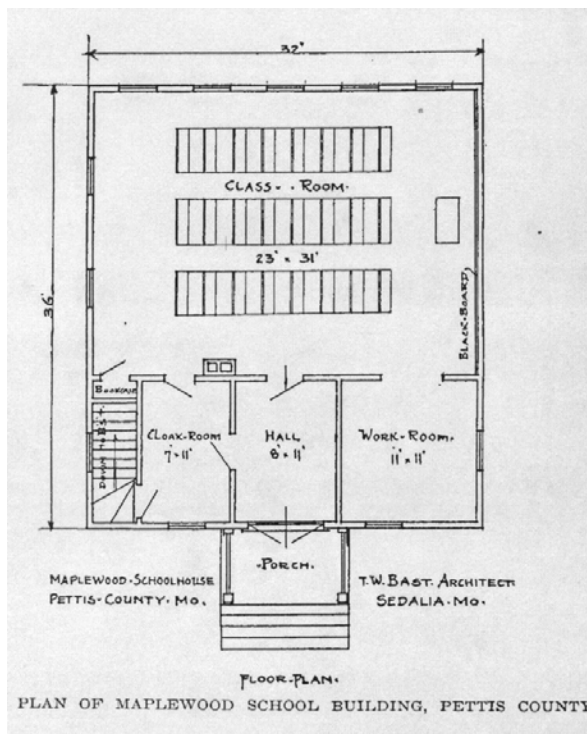 32'
CLASS - ROOM.
23' x 31'
36
BLACK-BOARD
BOOKCASE
DOWN TO B.S'T.
CLOAK-ROOM
7' x 11'
HALL
8' x 11'
WORK-ROOM.
11' x 11'
PORCH.
MAPLEWOOD-SCHOOLHOUSE
PETTIS-COUNTY. MO.
T.W. BAST. ARCHITECT
SEDALIA-MO.
FLOOR-PLAN-
PLAN OF MAPLEWOOD SCHOOL BUILDING, PETTIS COUNTY